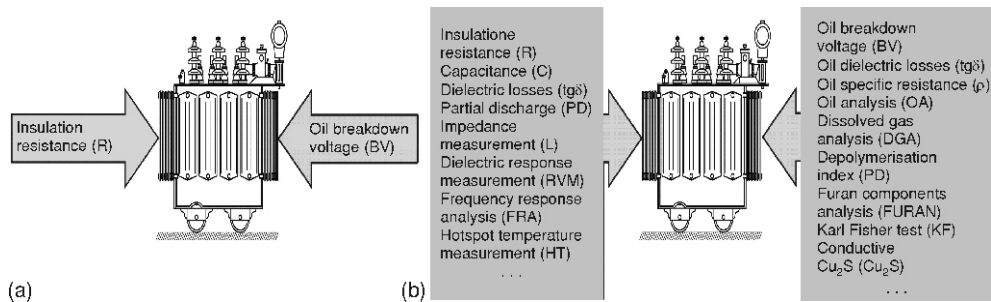 Insulation
resistance (R)
Oil breakdown
voltage (BV)
(a)
Insulatione
resistance (R)
Capacitance (C)
Dielectric losses (tgδ)
Partial discharge (PD)
Impedance
measurement (L)
Dielectric response
measurement (RVM)
Frequency response
analysis (FRA)
Hotspot temperature
measurement (HT)
. . .
(b)
Oil breakdown
voltage (BV)
Oil dielectric losses (tgδ)
Oil specific resistance (ρ)
Oil analysis (OA)
Dissolved gas
analysis (DGA)
Depolymerisation
index (PD)
Furan components
analysis (FURAN)
Karl Fisher test (KF)
Conductive
Cu₂S (Cu₂S)
. . .